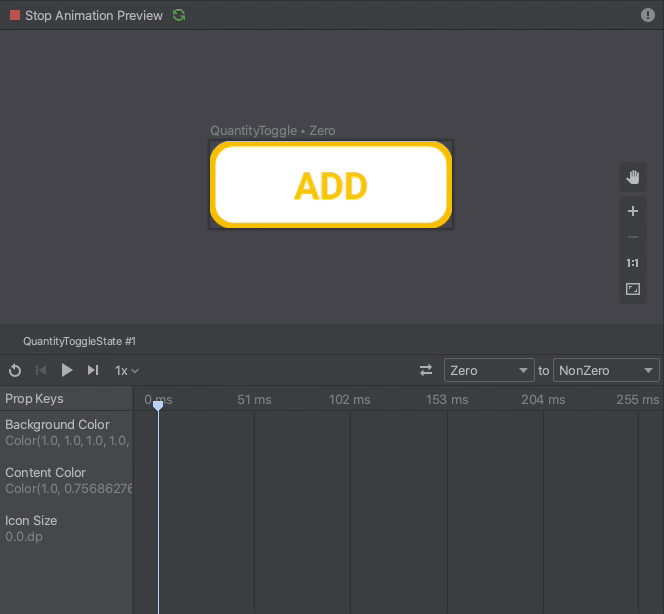 Stop Animation Preview
QuantityToggle • Zero
ADD
1:1
QuantityToggleState #1
1x
Zero
to
NonZero
Prop Keys
0 ms
51 ms
102 ms
153 ms
204 ms
255 ms
Background Color
Color(1.0, 1.0, 1.0, 1.0,
Content Color
Color(1.0, 0.75686276
Icon Size
0.0.dp